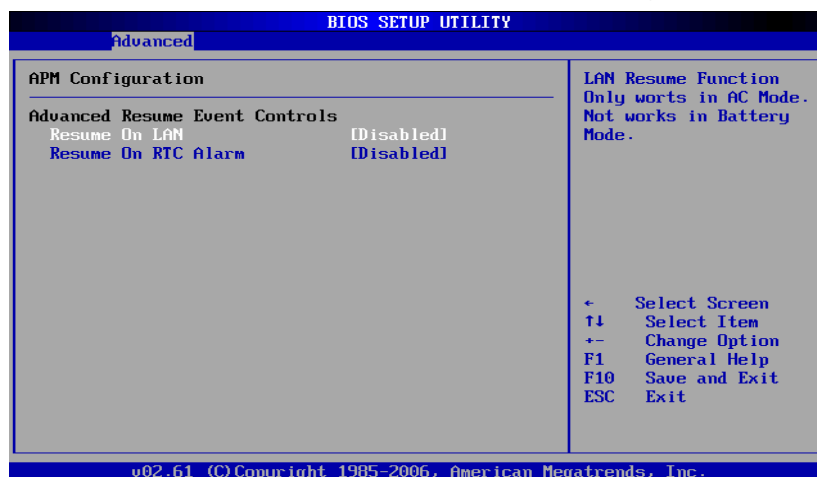 BIOS SETUP UTILITY
Advanced
APM Configuration
Advanced Resume Event Controls
Resume On LAN [Disabled]
Resume On RTC Alarm [Disabled]
LAN Resume Function
Only worts in AC Mode.
Not works in Battery
Mode.
← Select Screen
↑↓ Select Item
+- Change Option
F1 General Help
F10 Save and Exit
ESC Exit
v02.61 (C)Copyright 1985-2006, American Megatrends, Inc.